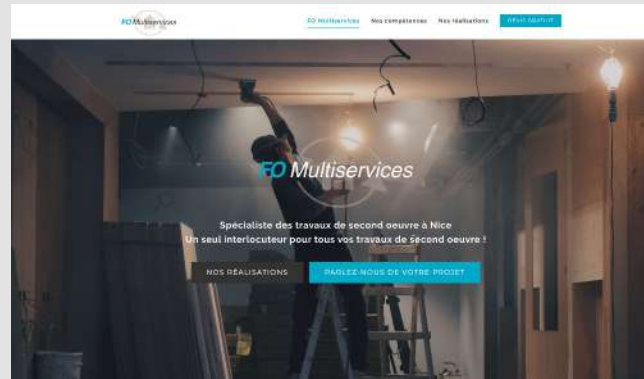 FO Multiservices
FO Multiservices Nos compétences Nos réalisations DEVIS GRATUIT
FO Multiservices
Spécialiste des travaux de second oeuvre à Nice
Un seul interlocuteur pour tous vos travaux de second oeuvre !
NOS RÉALISATIONS PARLEZ-NOUS DE VOTRE PROJET